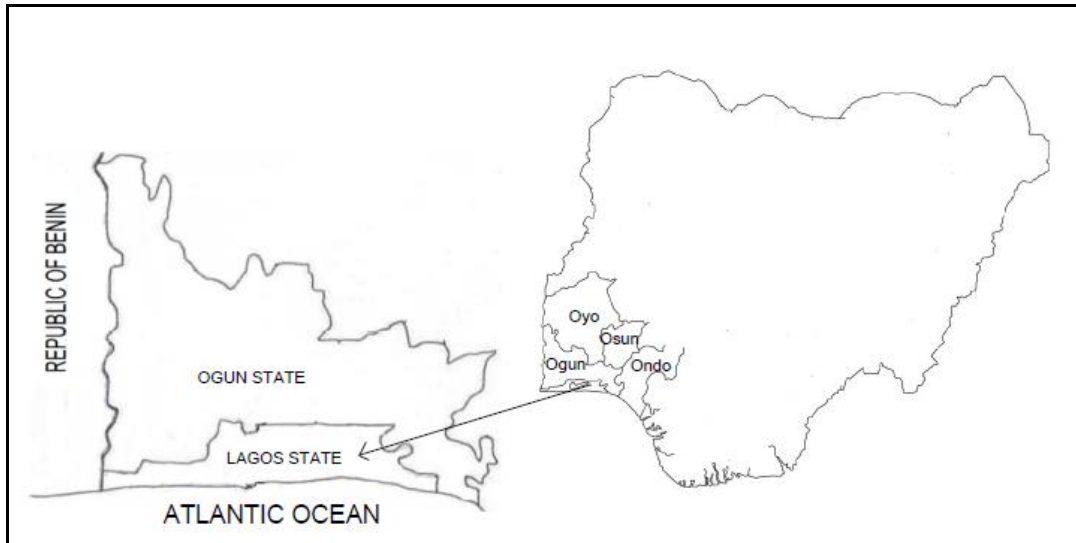 REPUBLIC OF BENIN
OGUN STATE
LAGOS STATE
ATLANTIC OCEAN
Oyo
Osun
Ogun
Ondo